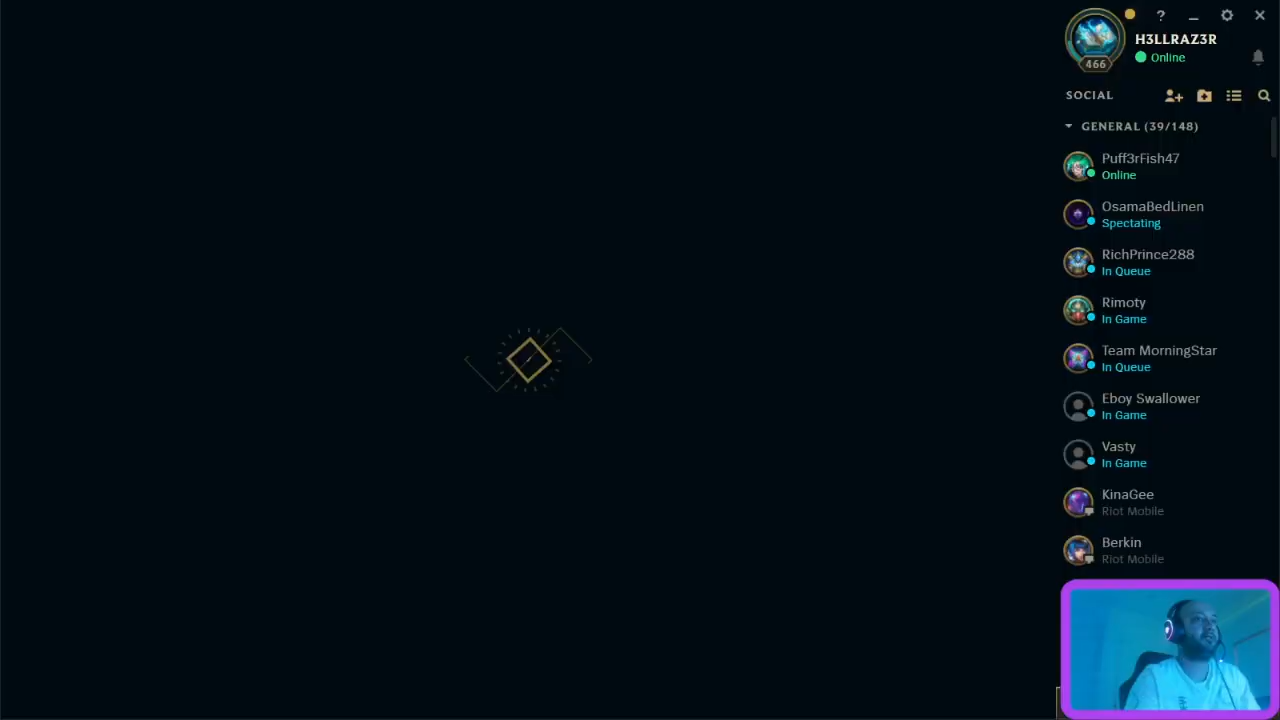 ?
H3LLRAZ3R
466
Online
SOCIAL
GENERAL (39/148)
Puff3rFish47
Online
OsamaBedLinen
Spectating
RichPrince288
In Queue
Rimoty
In Game
Team MorningStar
In Queue
Eboy Swallower
In Game
Vasty
In Game
KinaGee
Riot Mobile
Berkin
Riot Mobile